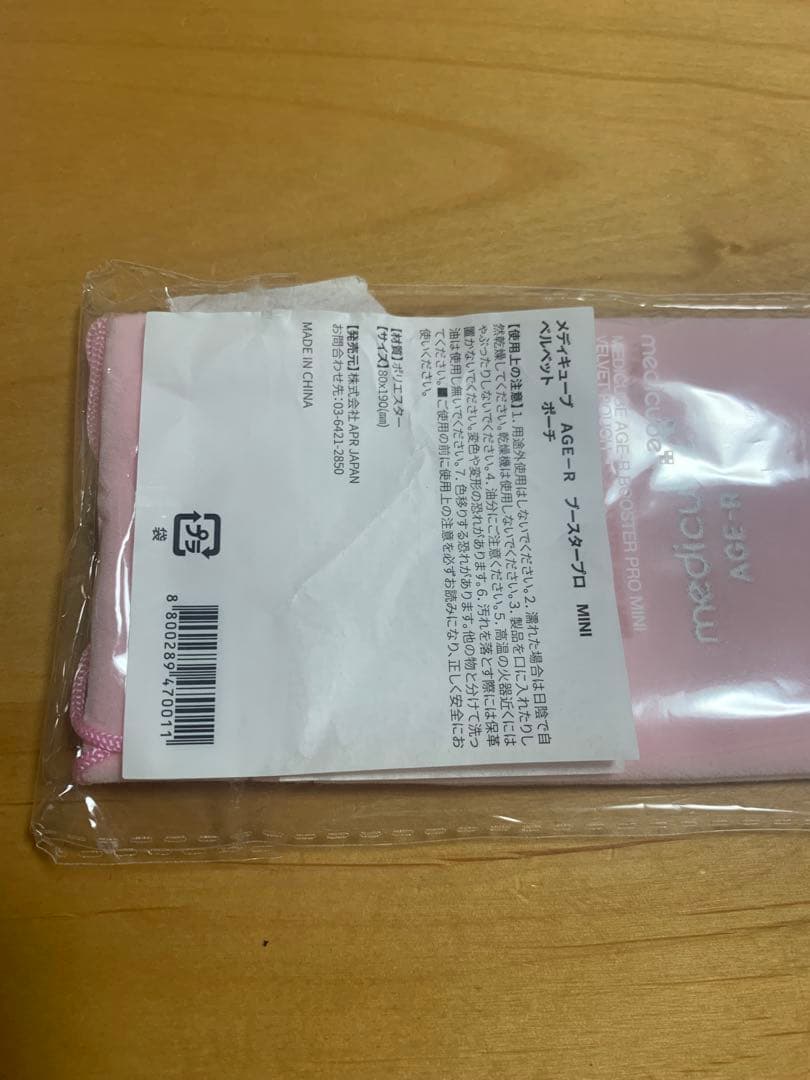 メディキューブ AGE-R ブースタープロ MINI
ベルベット ポーチ
【使用上の注意】1. 用途外使用はしないでください。2. 濡れた場合は日陰で自
然乾燥してください。乾燥機は使用しないでください。3. 製品を口に入れたりし
ゃぶったりしないでください。4. 油分にご注意ください。5. 高温の火器近くには
置かないでください。変色や変形の恐れがあります。6. 汚れを落とす際には保革
油は使用し無いでください。7. 色移りする恐れがあります。他の物と分けて洗っ
てください。■ご使用の前に使用上の注意を必ずお読みになり、正しく安全にお
使いください。
【材質】ポリエスター
【サイズ】80x190(㎜)
【発売元】株式会社 APR JAPAN
お問合わせ先：03-6421-2850
MADE IN CHINA
プラ
袋
8 800289 470011
medicube
MEDICUBE AGE-R BOOSTER PRO MINI
VELVET POUCH
AGE-R
medicu